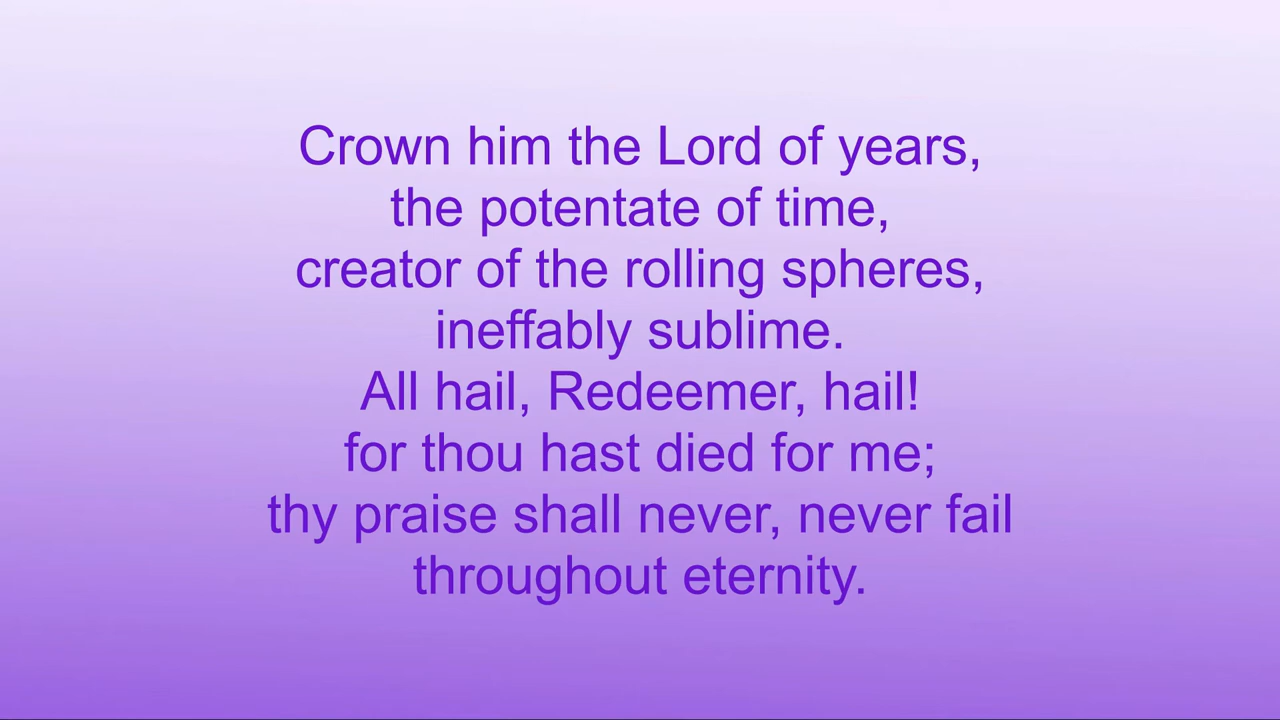 Crown him the Lord of years,
the potentate of time,
creator of the rolling spheres,
ineffably sublime.
All hail, Redeemer, hail!
for thou hast died for me;
thy praise shall never, never fail
throughout eternity.